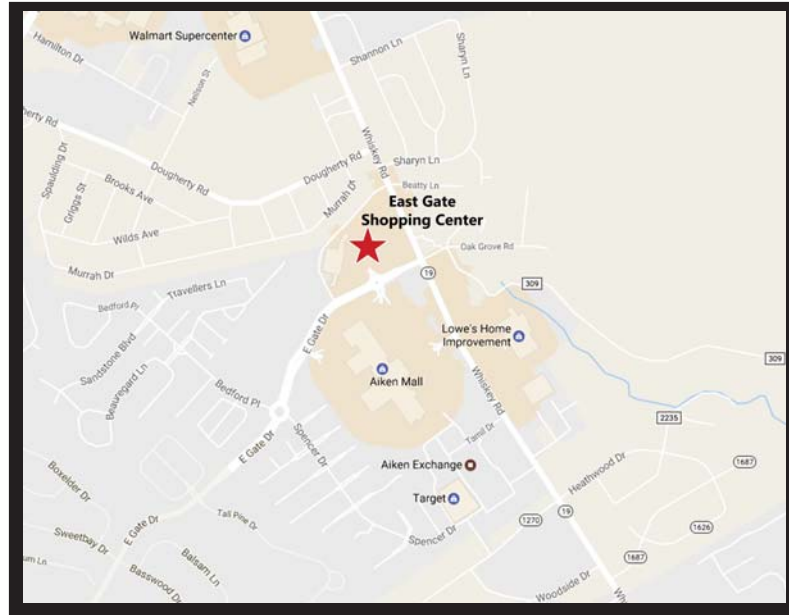 Walmart Supercenter
Hamilton Dr
Neilson St
Shannon Ln
Sharyn Ln
Whiskey Rd
Dougherty Rd
Dougherty Rd
Sharyn Ln
Beatty Ln
Spaulding Dr
Griggs St
Brooks Ave
Murrah Dr
East Gate
Shopping Center
Wilds Ave
Oak Grove Rd
Murrah Dr
19
309
Travellers Ln
Bedford Pl
E Gate Dr
Lowe's Home
Improvement
Sandstone Blvd
309
Beauregard Ln
Aiken Mall
Whiskey Rd
Bedford Pl
2235
Spencer Dr
Tamil Dr
E Gate Dr
Aiken Exchange
Heathwood Dr
1687
Boxelder Dr
Target
Tall Pine Dr
1270
19
E Gate Dr
1626
Sweetbay Dr
Spencer Dr
Balsam Ln
1687
Basswood Dr
Woodside Dr